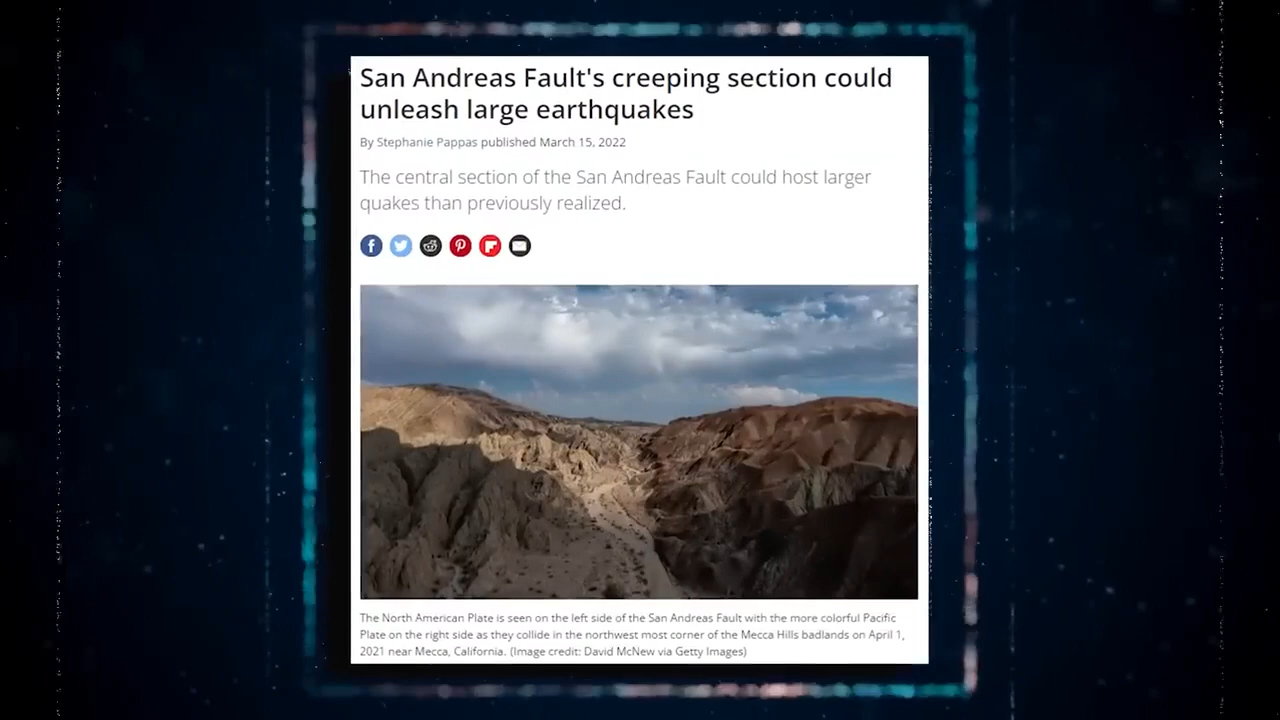 San Andreas Fault's creeping section could
unleash large earthquakes
By Stephanie Pappas published March 15, 2022
The central section of the San Andreas Fault could host larger
quakes than previously realized.
The North American Plate is seen on the left side of the San Andreas Fault with the more colorful Pacific
Plate on the right side as they collide in the northwest most corner of the Mecca Hills badlands on April 1,
2021 near Mecca, California. (Image credit: David McNew via Getty Images)